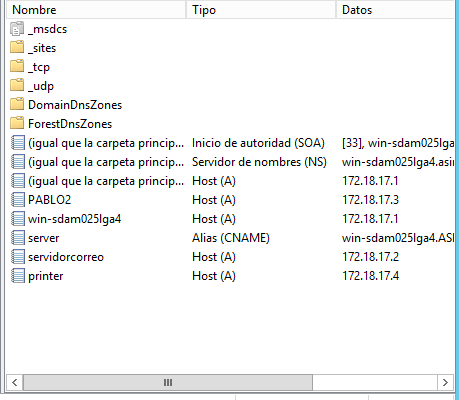 Nombre Tipo Datos
_msdcs
_sites
_tcp
_udp
DomainDnsZones
ForestDnsZones
(igual que la carpeta princip... Inicio de autoridad (SOA) [33], win-sdam025lga4.
(igual que la carpeta princip... Servidor de nombres (NS) win-sdam025lga4.asir
(igual que la carpeta princip... Host (A) 172.18.17.1
PABLO2 Host (A) 172.18.17.3
win-sdam025lga4 Host (A) 172.18.17.1
server Alias (CNAME) win-sdam025lga4.ASI
servidorcorreo Host (A) 172.18.17.2
printer Host (A) 172.18.17.4